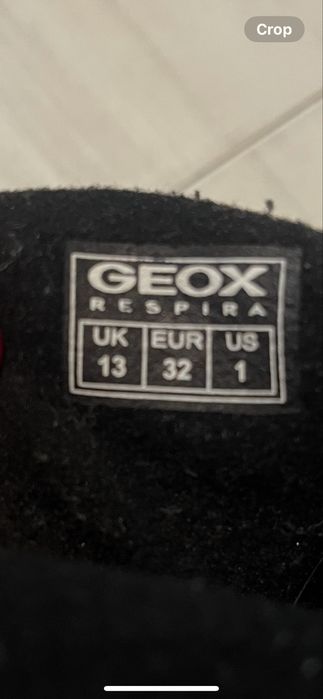 Crop
GEOX
RESPIRA
UK EUR US
13 32 1